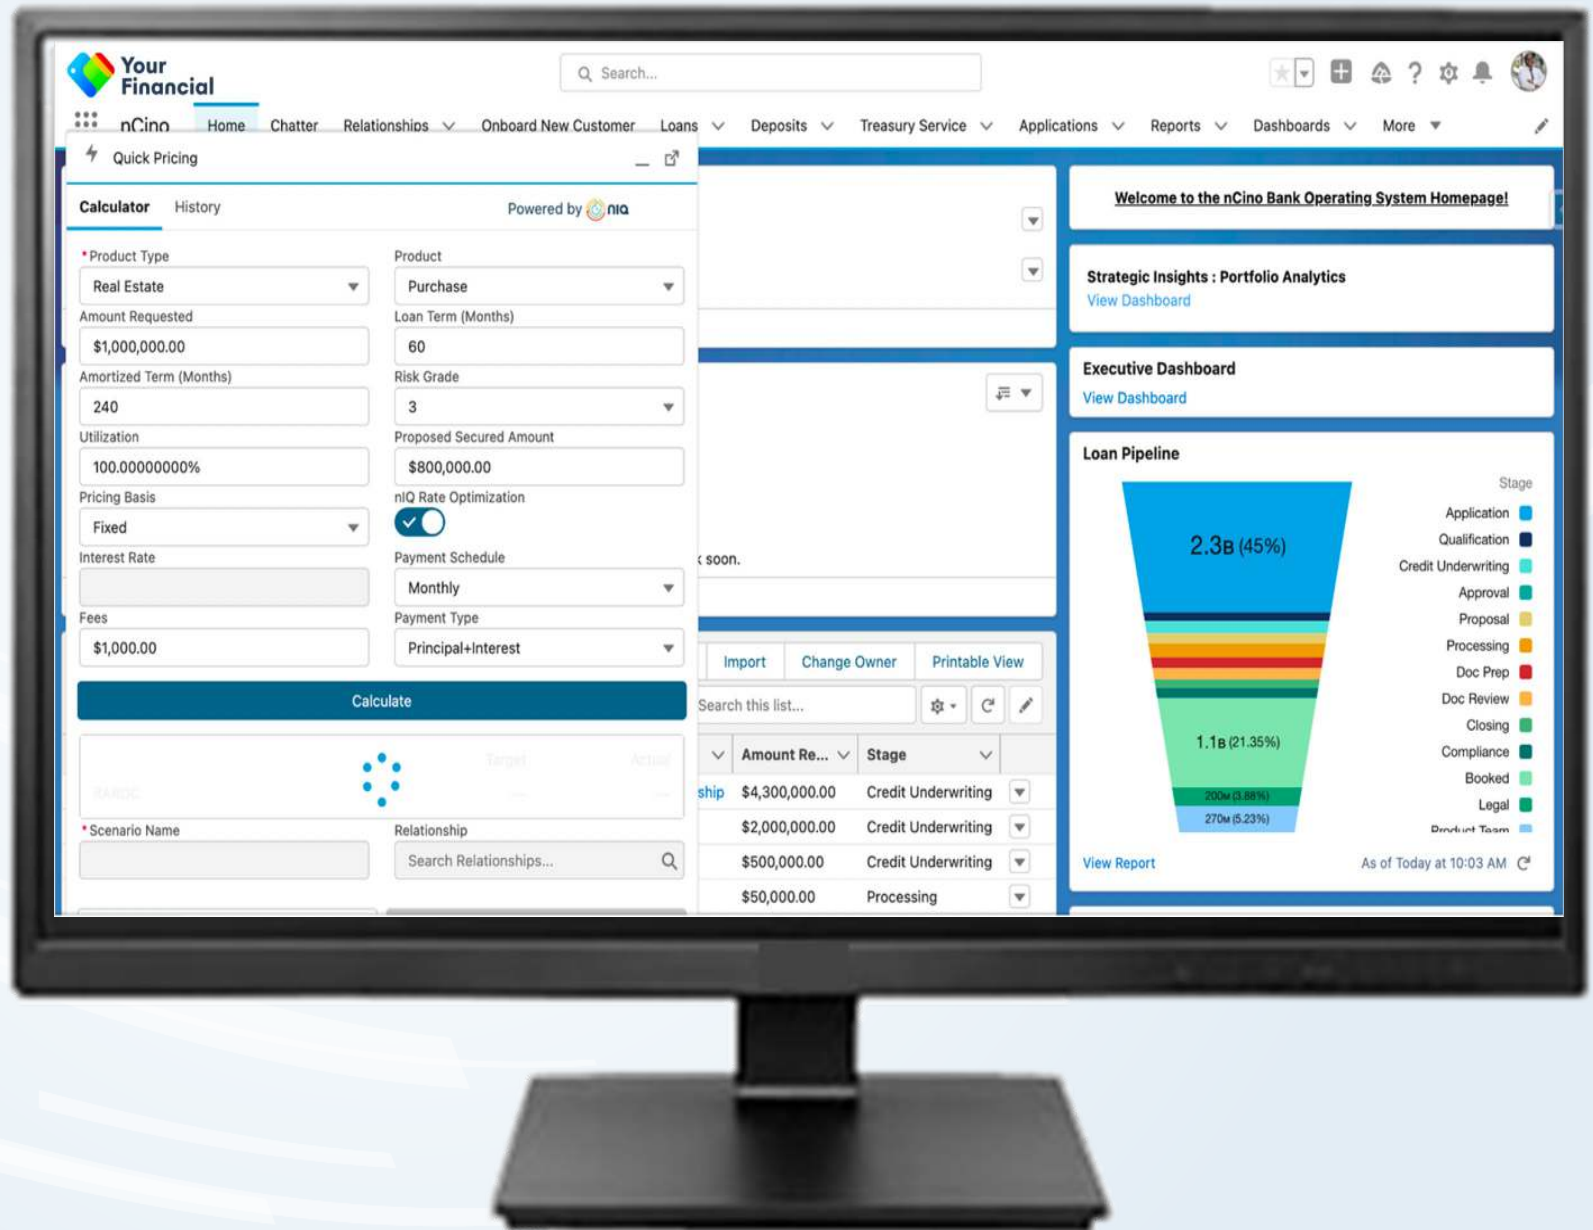 Your
Financial
Search...
nCino Home Chatter Relationships Onboard New Customer Loans Deposits Treasury Service Applications Reports Dashboards More
Quick Pricing
Calculator History Powered by nIQ
*Product Type Product
Real Estate Purchase
Amount Requested Loan Term (Months)
$1,000,000.00 60
Amortized Term (Months) Risk Grade
240 3
Utilization Proposed Secured Amount
100.00000000% $800,000.00
Pricing Basis nIQ Rate Optimization
Fixed
Interest Rate Payment Schedule
Monthly
Fees Payment Type
$1,000.00 Principal+Interest
Calculate
Target Actual
RAROC
*Scenario Name Relationship
Search Relationships...
soon.
Import Change Owner Printable View
Search this list...
Amount Re... Stage
ship $4,300,000.00 Credit Underwriting
$2,000,000.00 Credit Underwriting
$500,000.00 Credit Underwriting
$50,000.00 Processing
Welcome to the nCino Bank Operating System Homepage!
Strategic Insights : Portfolio Analytics
View Dashboard
Executive Dashboard
View Dashboard
Loan Pipeline
Stage
2.3B (45%)
1.1B (21.35%)
200M (3.88%)
270M (5.23%)
Application
Qualification
Credit Underwriting
Approval
Proposal
Processing
Doc Prep
Doc Review
Closing
Compliance
Booked
Legal
Product Team
View Report As of Today at 10:03 AM